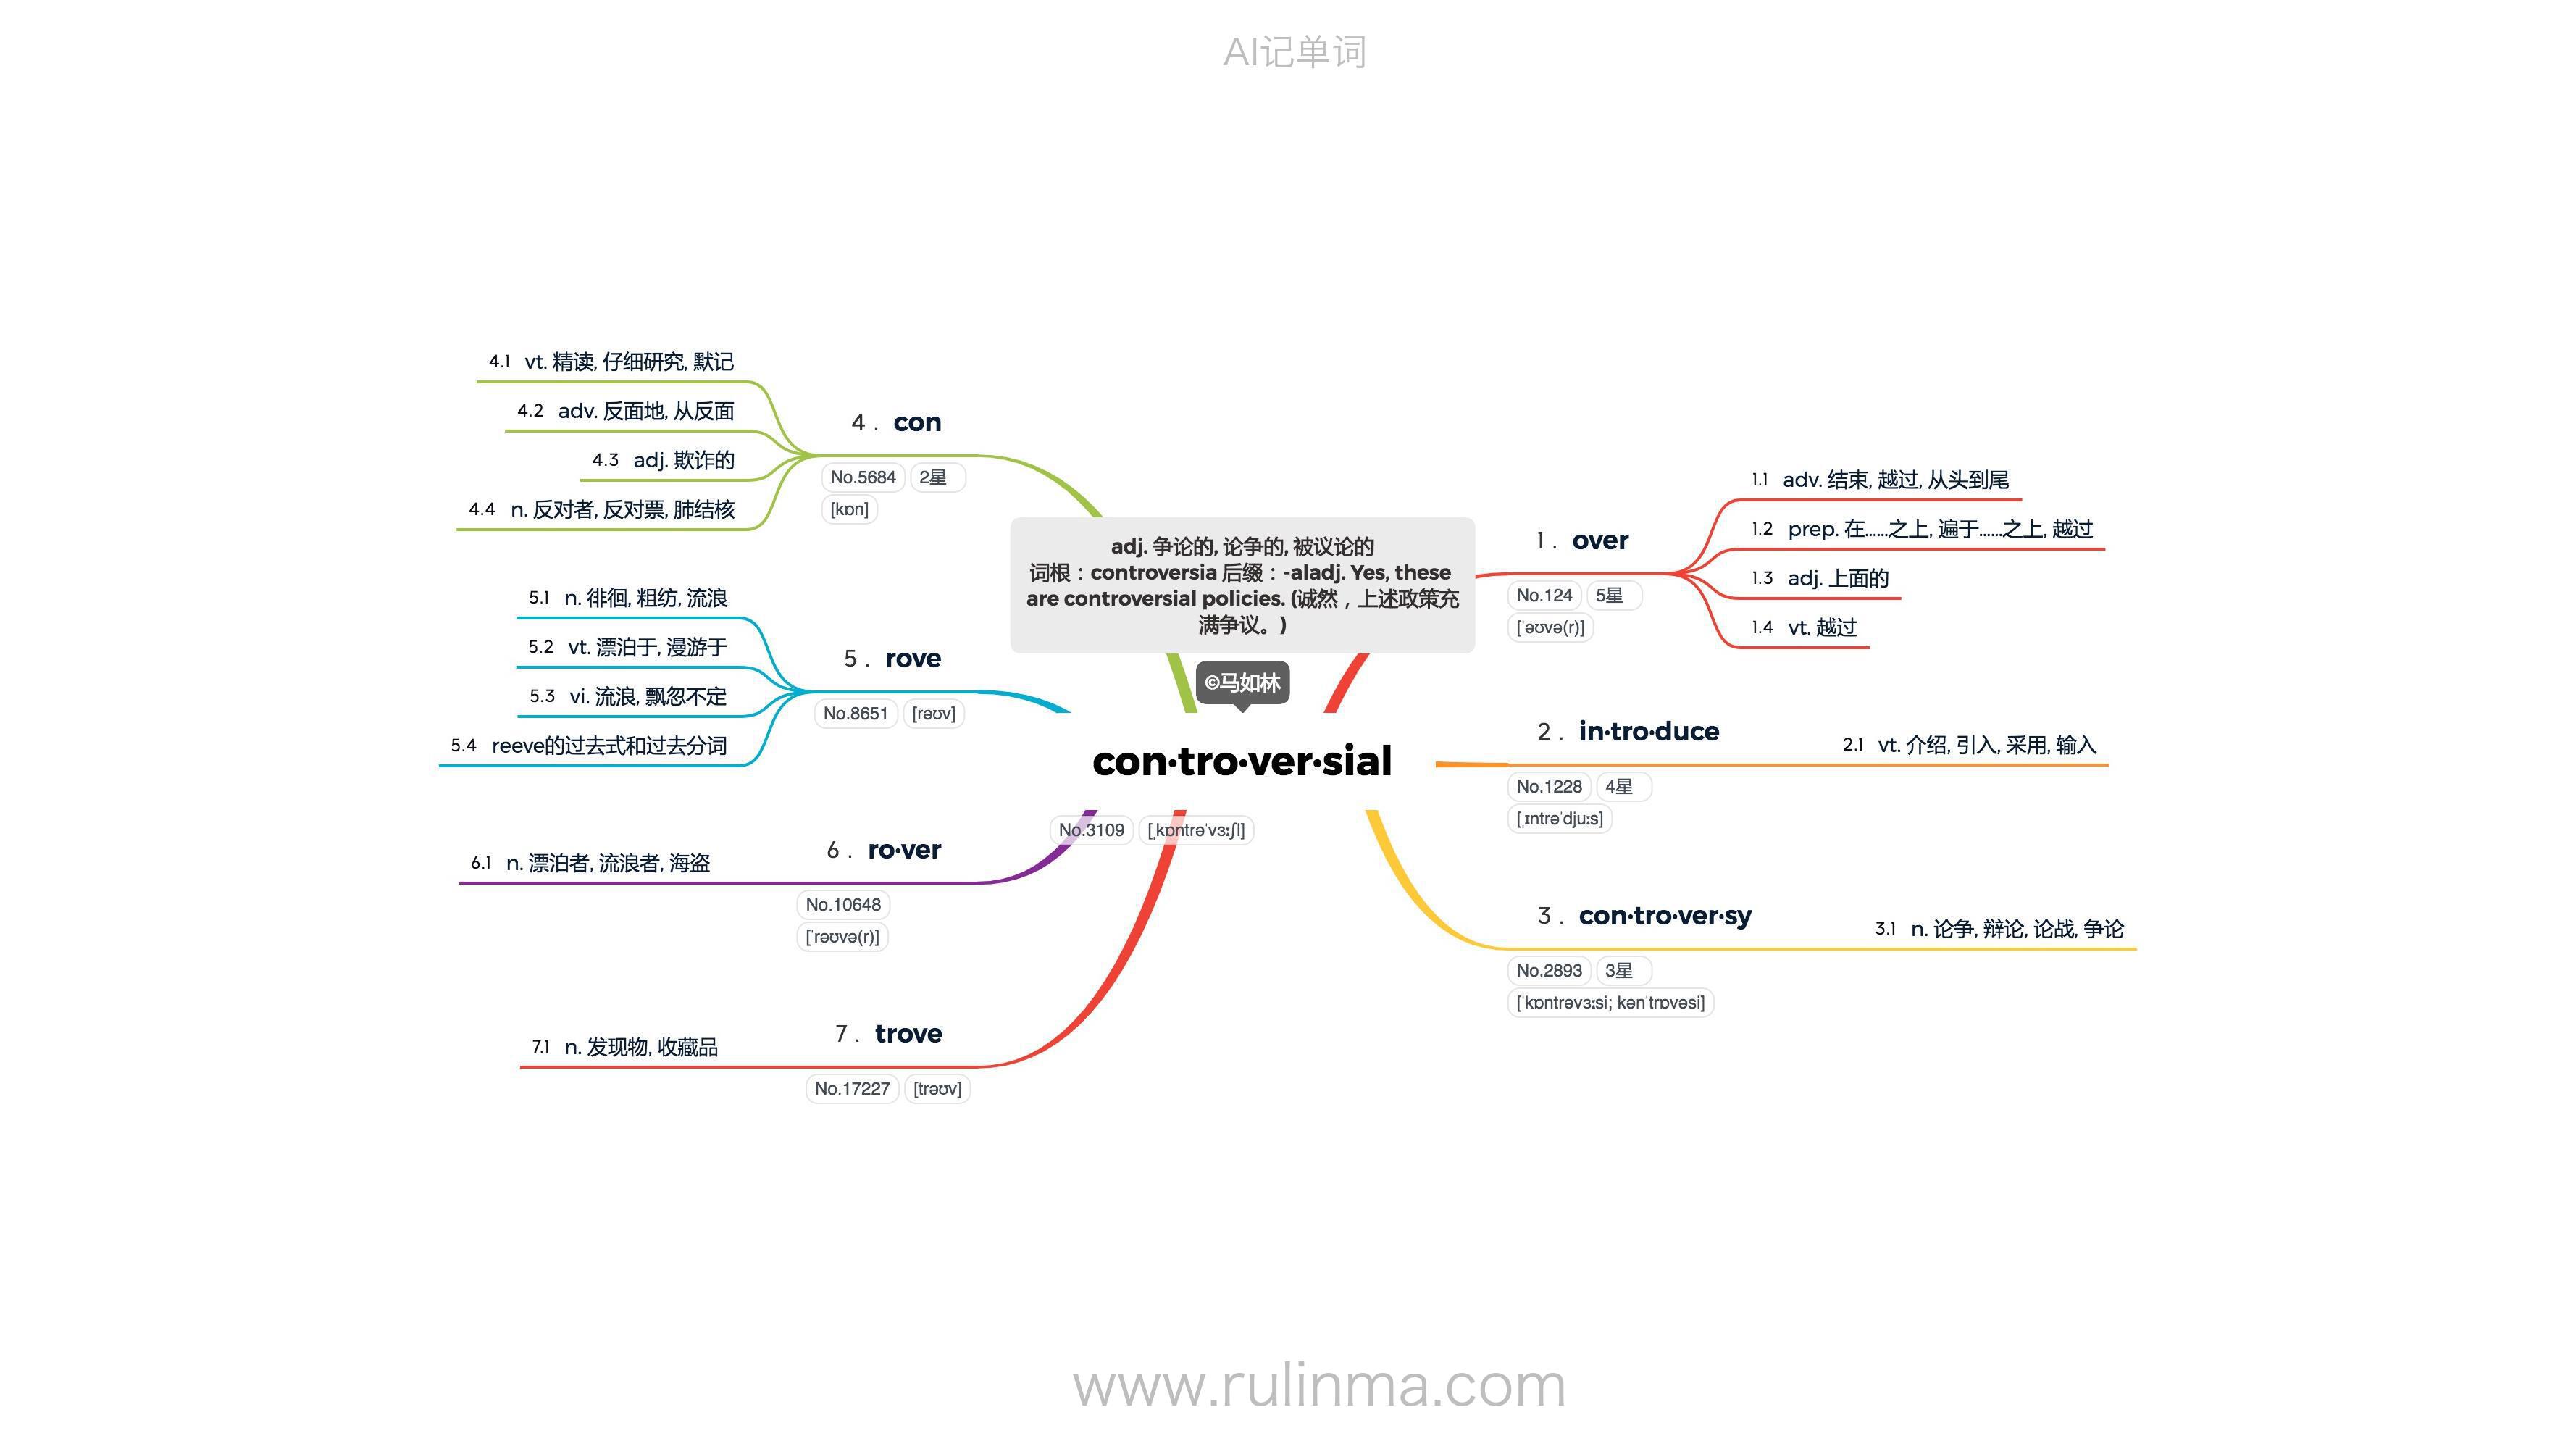 AI记单词
adj. 争论的, 论争的, 被议论的
词根：controversia 后缀：-aladj. Yes, these
are controversial policies. (诚然，上述政策充
满争议。)
©马如林
con·tro·ver·sial
No.3109 [ˌkɒntrəˈvɜːʃl]
1. over
No.124 5星
[ˈəʊvə(r)]
1.1 adv. 结束, 越过, 从头到尾
1.2 prep. 在……之上, 遍于……之上, 越过
1.3 adj. 上面的
1.4 vt. 越过
2. in·tro·duce
No.1228 4星
[ˌɪntrəˈdjuːs]
2.1 vt. 介绍, 引入, 采用, 输入
3. con·tro·ver·sy
No.2893 3星
[ˈkɒntrəvɜːsi; kənˈtrɒvəsi]
3.1 n. 论争, 辩论, 论战, 争论
4. con
No.5684 2星
[kɒn]
4.1 vt. 精读, 仔细研究, 默记
4.2 adv. 反面地, 从反面
4.3 adj. 欺诈的
4.4 n. 反对者, 反对票, 肺结核
5. rove
No.8651 [rəʊv]
5.1 n. 徘徊, 粗纺, 流浪
5.2 vt. 漂泊于, 漫游于
5.3 vi. 流浪, 飘忽不定
5.4 reeve的过去式和过去分词
6. ro·ver
No.10648
[ˈrəʊvə(r)]
6.1 n. 漂泊者, 流浪者, 海盗
7. trove
No.17227 [trəʊv]
7.1 n. 发现物, 收藏品
www.rulinma.com